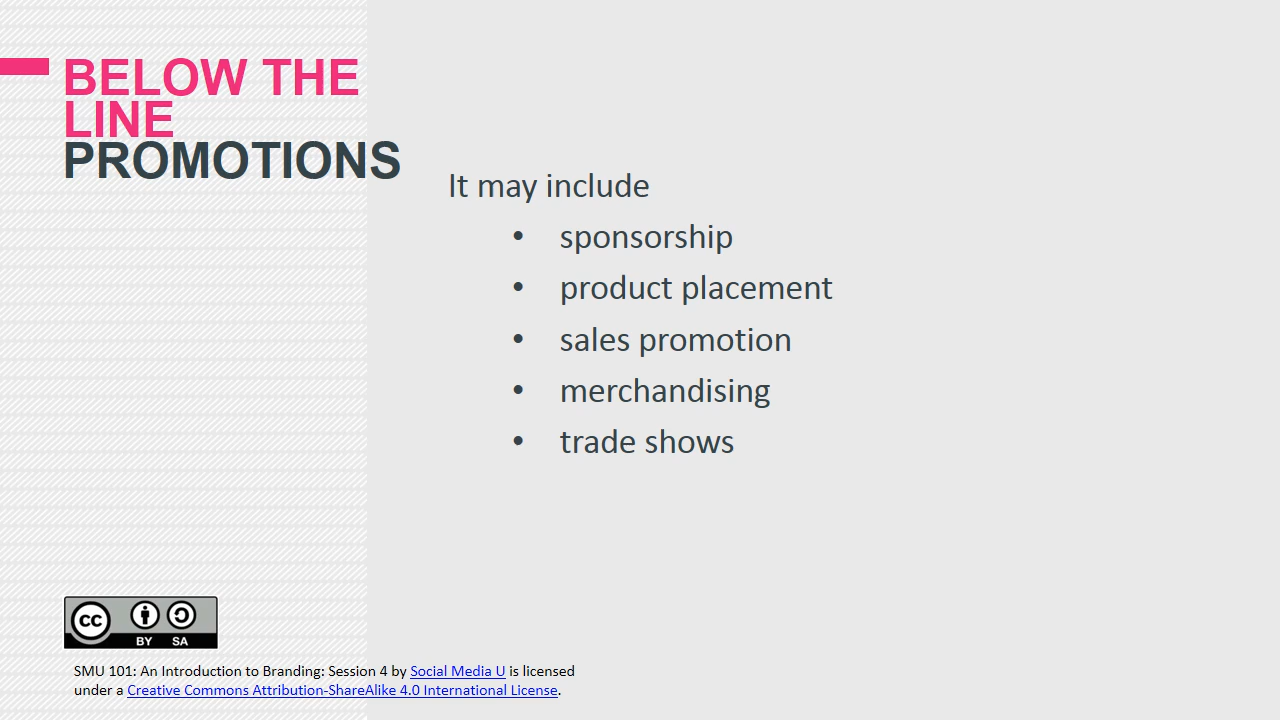 BELOW THE
LINE
PROMOTIONS
It may include
• sponsorship
• product placement
• sales promotion
• merchandising
• trade shows
cc
BY SA
SMU 101: An Introduction to Branding: Session 4 by Social Media U is licensed
under a Creative Commons Attribution-ShareAlike 4.0 International License.